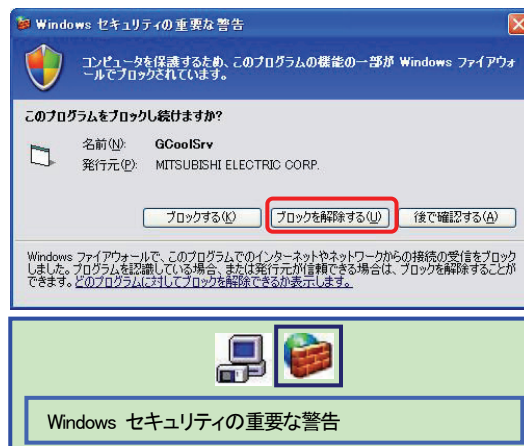 Windows セキュリティの重要な警告
コンピュータを保護するため、このプログラムの機能の一部が Windows ファイアウォ
ールでブロックされています。
このプログラムをブロックし続けますか?
名前(N): GCoolSrv
発行元(P): MITSUBISHI ELECTRIC CORP.
ブロックする(K) ブロックを解除する(U) 後で確認する(A)
Windows ファイアウォールで、このプログラムでのインターネットやネットワークからの接続の受信をブロック
しました。プログラムを認識している場合、または発行元が信頼できる場合は、ブロックを解除することが
できます。どのプログラムに対してブロックを解除できるか表示します。
Windows セキュリティの重要な警告